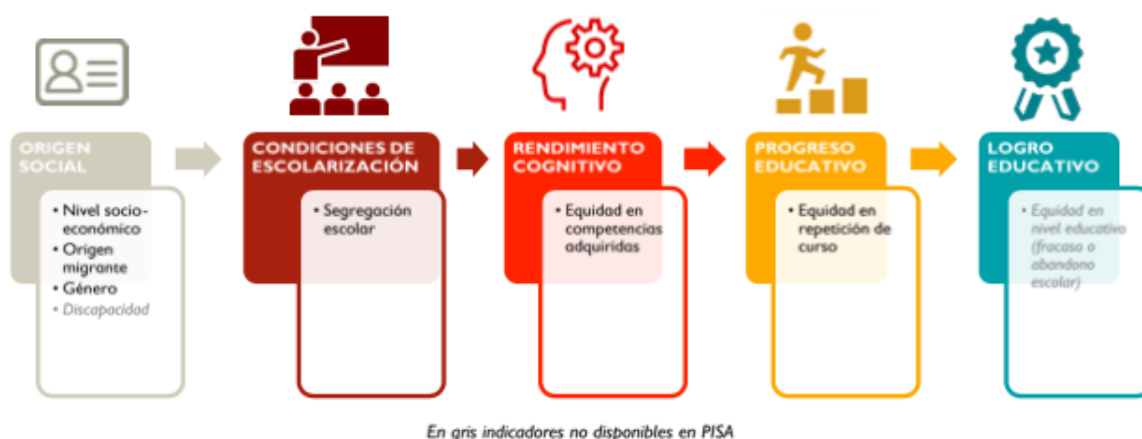 ORIGEN
SOCIAL
• Nivel socio-
económico
• Origen
migrante
• Género
• Discapacidad
CONDICIONES DE
ESCOLARIZACIÓN
• Segregación
escolar
RENDIMIENTO
COGNITIVO
• Equidad en
competencias
adquiridas
PROGRESO
EDUCATIVO
• Equidad en
repetición de
curso
LOGRO
EDUCATIVO
• Equidad en
nivel educativo
(fracaso o
abandono
escolar)
En gris indicadores no disponibles en PISA